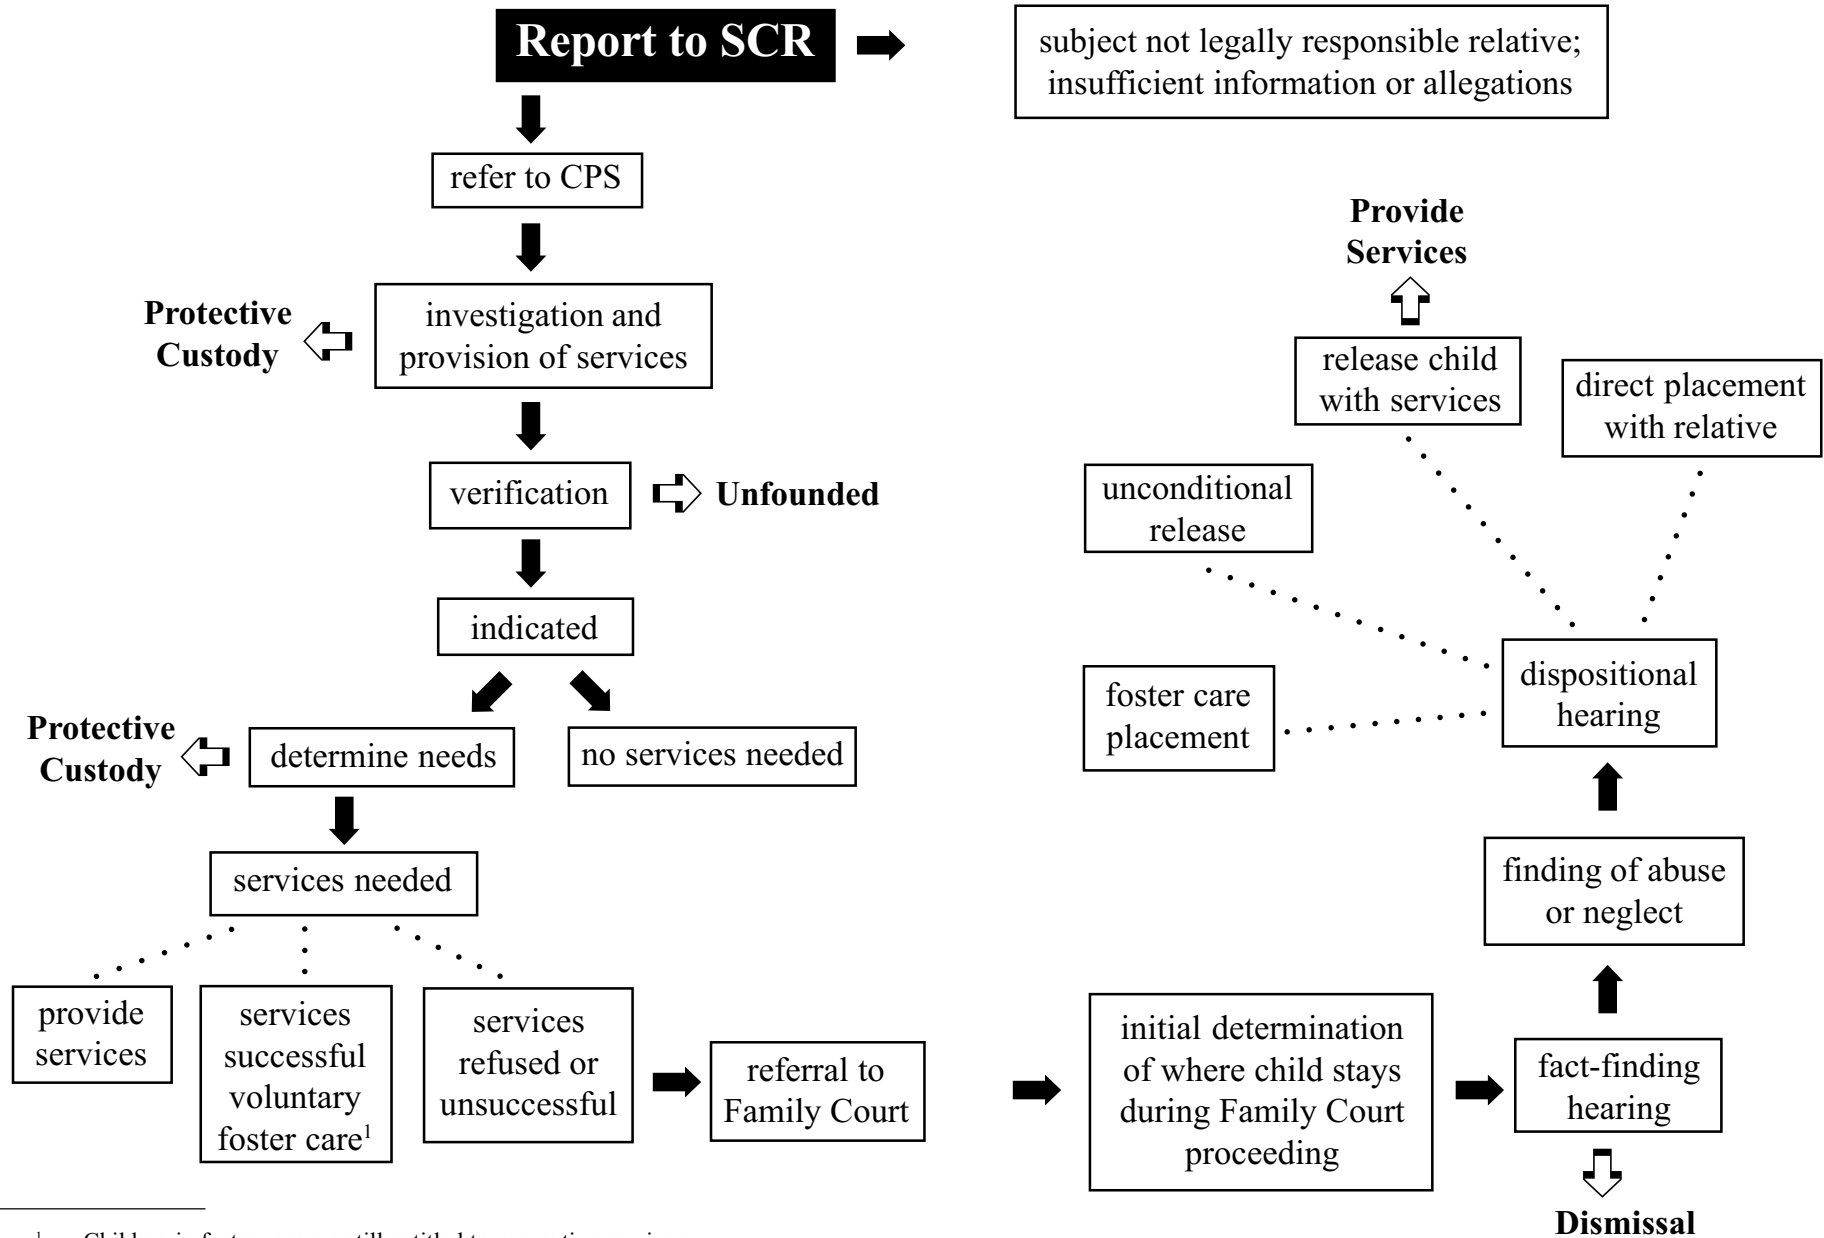 Report to SCR
subject not legally responsible relative;
insufficient information or allegations
refer to CPS
Protective
Custody
investigation and
provision of services
verification
Unfounded
indicated
Protective
Custody
determine needs
no services needed
services needed
provide
services
services
successful
voluntary
foster care¹
services
refused or
unsuccessful
referral to
Family Court
initial determination
of where child stays
during Family Court
proceeding
fact-finding
hearing
Dismissal
finding of abuse
or neglect
dispositional
hearing
foster care
placement
unconditional
release
release child
with services
Provide
Services
direct placement
with relative